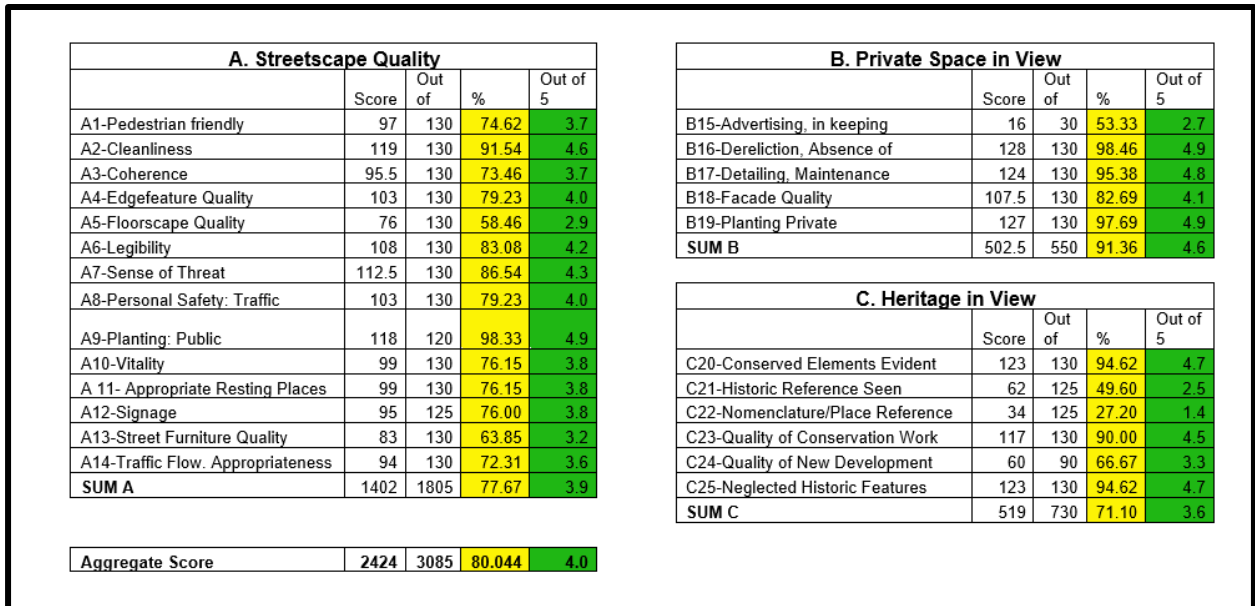 A. Streetscape Quality
Score Out of % Out of 5
A1-Pedestrian friendly 97 130 74.62 3.7
A2-Cleanliness 119 130 91.54 4.6
A3-Coherence 95.5 130 73.46 3.7
A4-Edgefeature Quality 103 130 79.23 4.0
A5-Floorscape Quality 76 130 58.46 2.9
A6-Legibility 108 130 83.08 4.2
A7-Sense of Threat 112.5 130 86.54 4.3
A8-Personal Safety: Traffic 103 130 79.23 4.0
A9-Planting: Public 118 120 98.33 4.9
A10-Vitality 99 130 76.15 3.8
A 11- Appropriate Resting Places 99 130 76.15 3.8
A12-Signage 95 125 76.00 3.8
A13-Street Furniture Quality 83 130 63.85 3.2
A14-Traffic Flow. Appropriateness 94 130 72.31 3.6
SUM A 1402 1805 77.67 3.9
Aggregate Score 2424 3085 80.044 4.0
B. Private Space in View
Score Out of % Out of 5
B15-Advertising, in keeping 16 30 53.33 2.7
B16-Dereliction, Absence of 128 130 98.46 4.9
B17-Detailing, Maintenance 124 130 95.38 4.8
B18-Facade Quality 107.5 130 82.69 4.1
B19-Planting Private 127 130 97.69 4.9
SUM B 502.5 550 91.36 4.6
C. Heritage in View
Score Out of % Out of 5
C20-Conserved Elements Evident 123 130 94.62 4.7
C21-Historic Reference Seen 62 125 49.60 2.5
C22-Nomenclature/Place Reference 34 125 27.20 1.4
C23-Quality of Conservation Work 117 130 90.00 4.5
C24-Quality of New Development 60 90 66.67 3.3
C25-Neglected Historic Features 123 130 94.62 4.7
SUM C 519 730 71.10 3.6